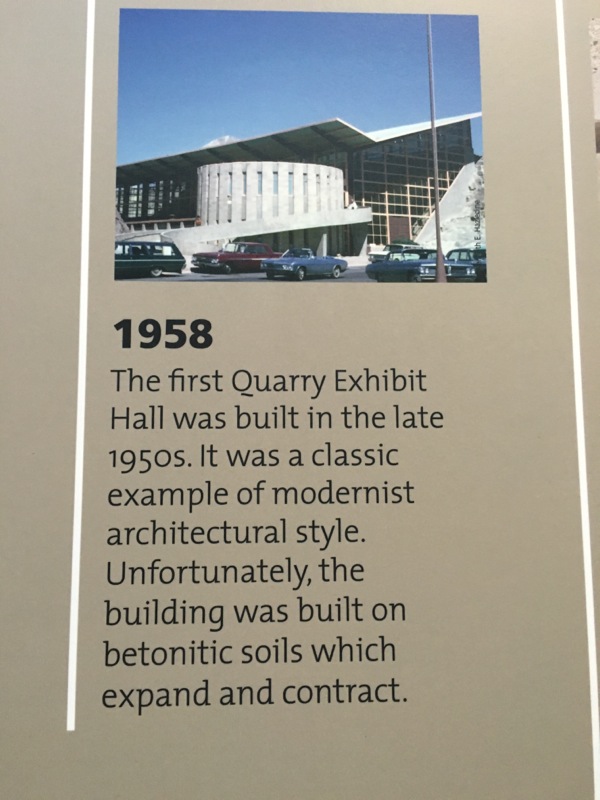 1958
The first Quarry Exhibit
Hall was built in the late
1950s. It was a classic
example of modernist
architectural style.
Unfortunately, the
building was built on
betonitic soils which
expand and contract.